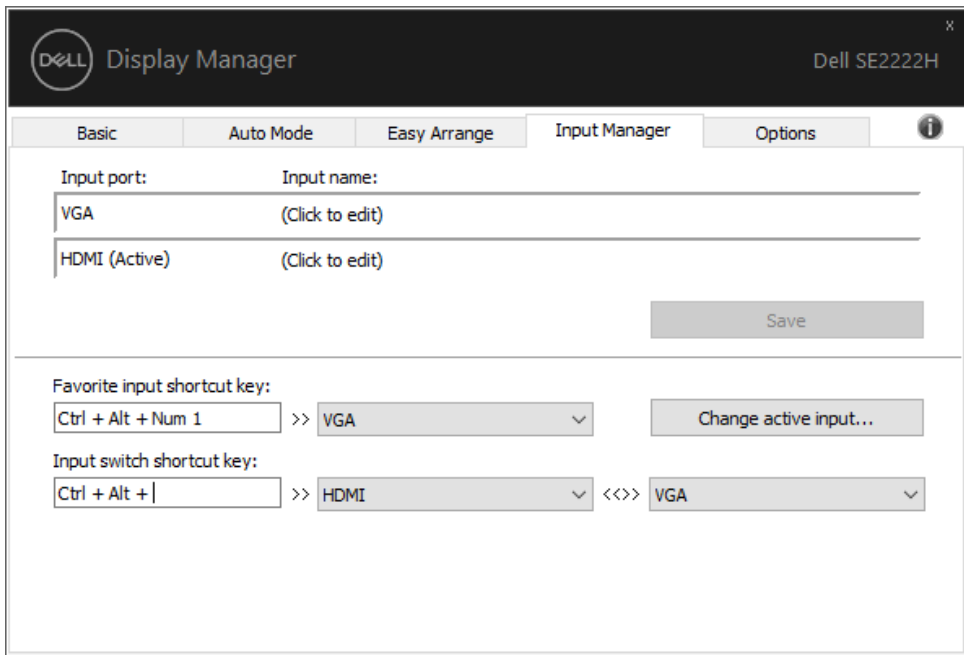 x
DELL Display Manager Dell SE2222H
Basic Auto Mode Easy Arrange Input Manager Options i
Input port: Input name:
VGA (Click to edit)
HDMI (Active) (Click to edit)
Save
Favorite input shortcut key:
Ctrl + Alt + Num 1 >> VGA Change active input...
Input switch shortcut key:
Ctrl + Alt + >> HDMI <<>> VGA